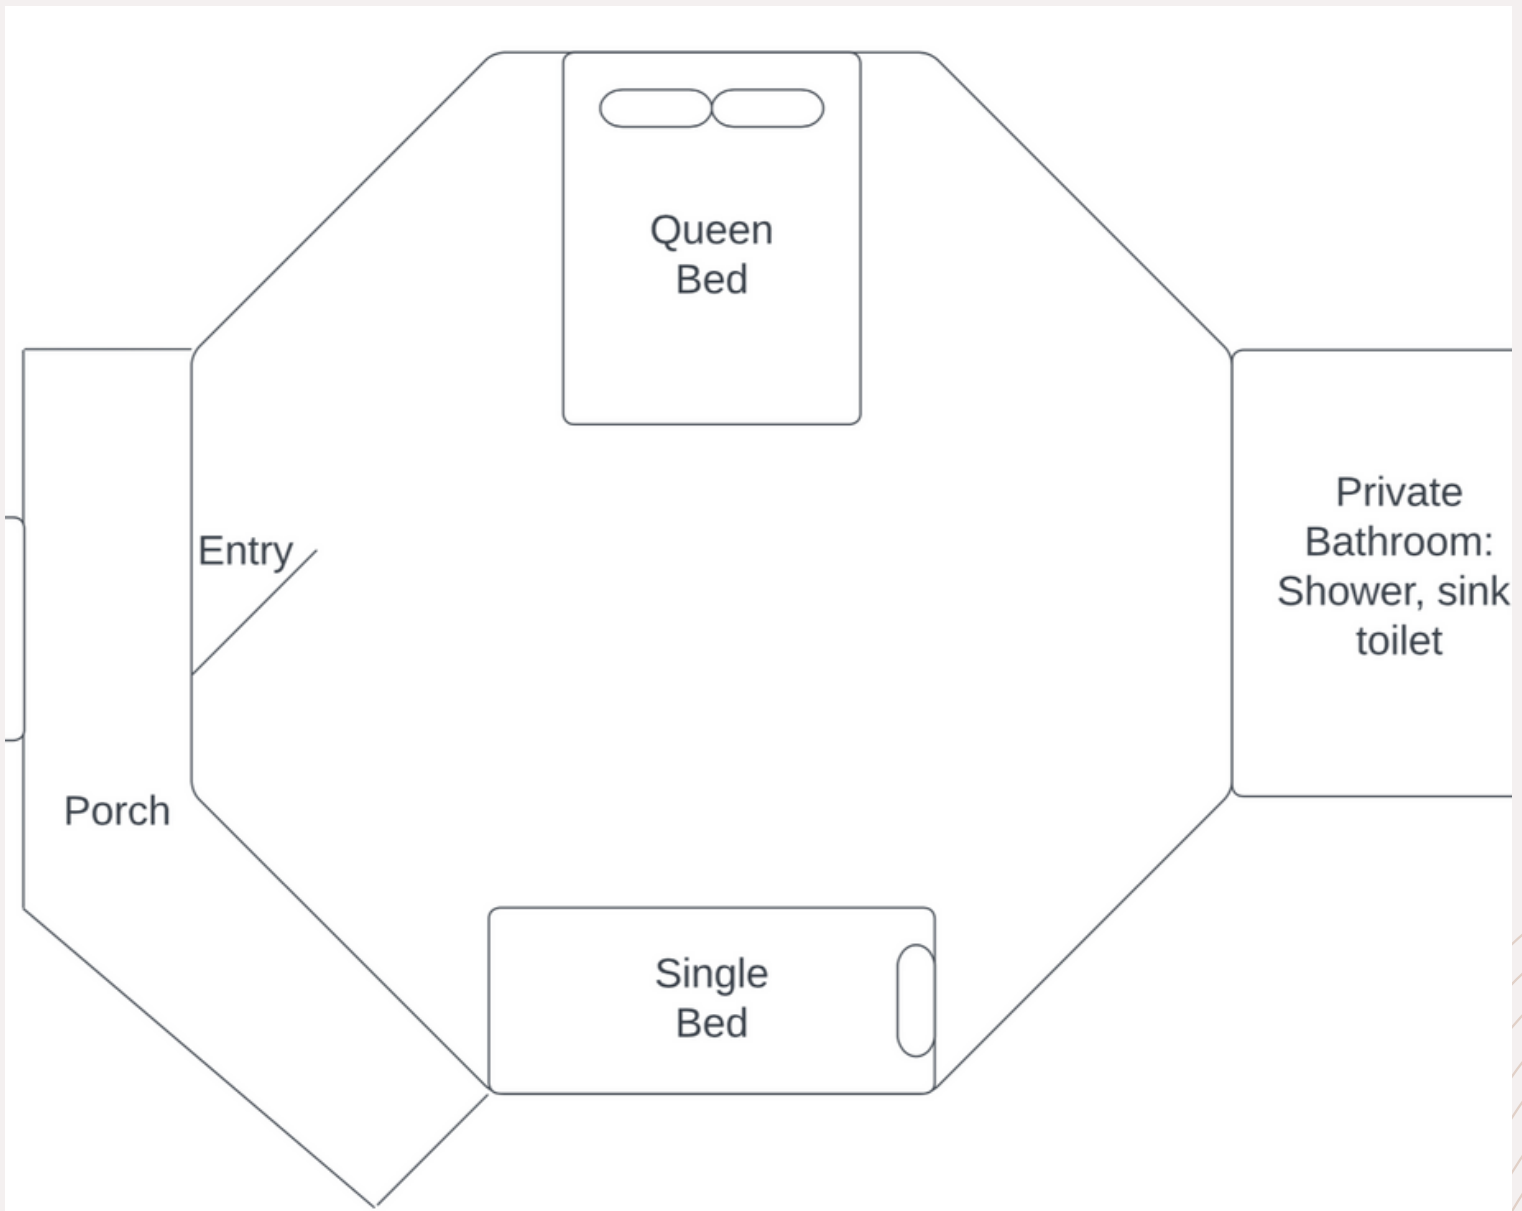 Queen
Bed
Entry
Private
Bathroom:
Shower, sink
toilet
Porch
Single
Bed